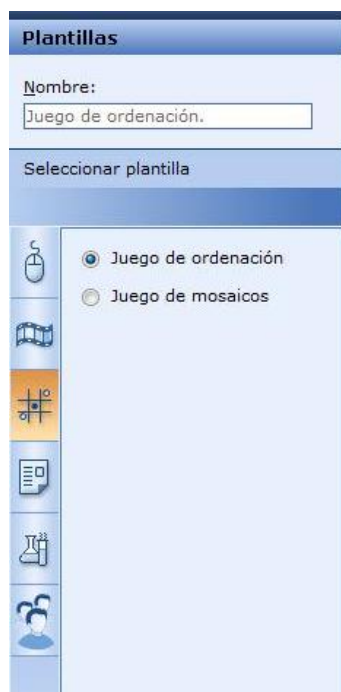 Plantillas
Nombre:
Juego de ordenación.
Seleccionar plantilla
Juego de ordenación
Juego de mosaicos